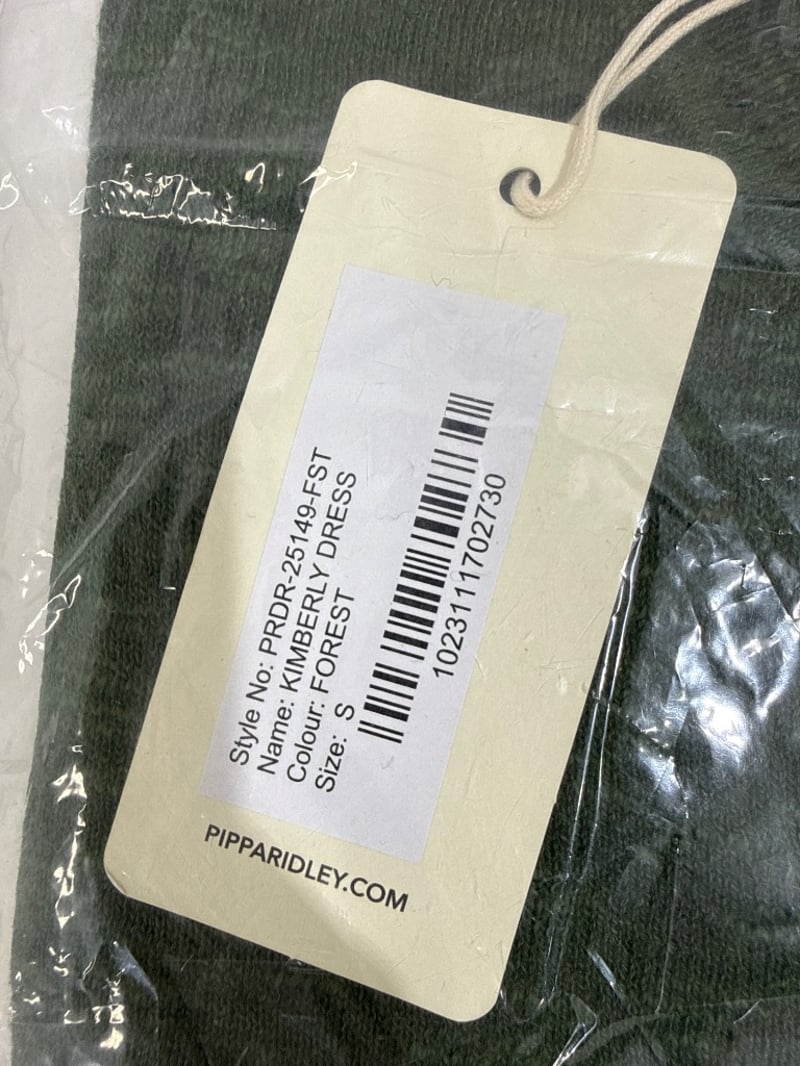 Style No: PRDR-25149-FST
Name: KIMBERLY DRESS
Colour: FOREST
Size: S
1023111702730
PIPPARIDLEY.COM